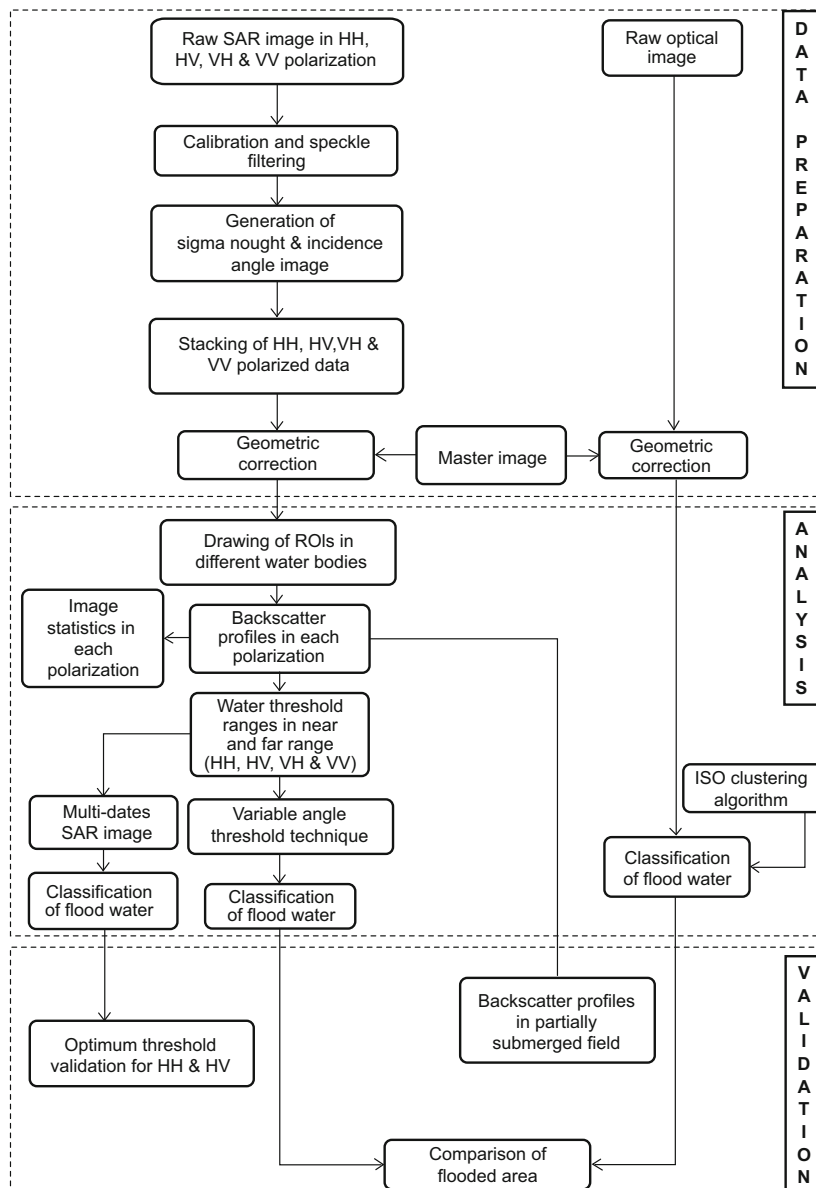 Raw SAR image in HH,
HV, VH & VV polarization
Raw optical
image
DATA PREPARATION
Calibration and speckle
filtering
Generation of
sigma nought & incidence
angle image
Stacking of HH, HV,VH &
VV polarized data
Geometric
correction
Master image
Geometric
correction
ANALYSIS
Drawing of ROIs in
different water bodies
Image
statistics in
each
polarization
Backscatter
profiles in each
polarization
Water threshold
ranges in near
and far range
(HH, HV, VH & VV)
ISO clustering
algorithm
Multi-dates
SAR image
Variable angle
threshold technique
Classification
of flood water
Classification
of flood water
Classification
of flood water
VALIDATION
Backscatter profiles
in partially
submerged field
Optimum threshold
validation for HH & HV
Comparison of
flooded area